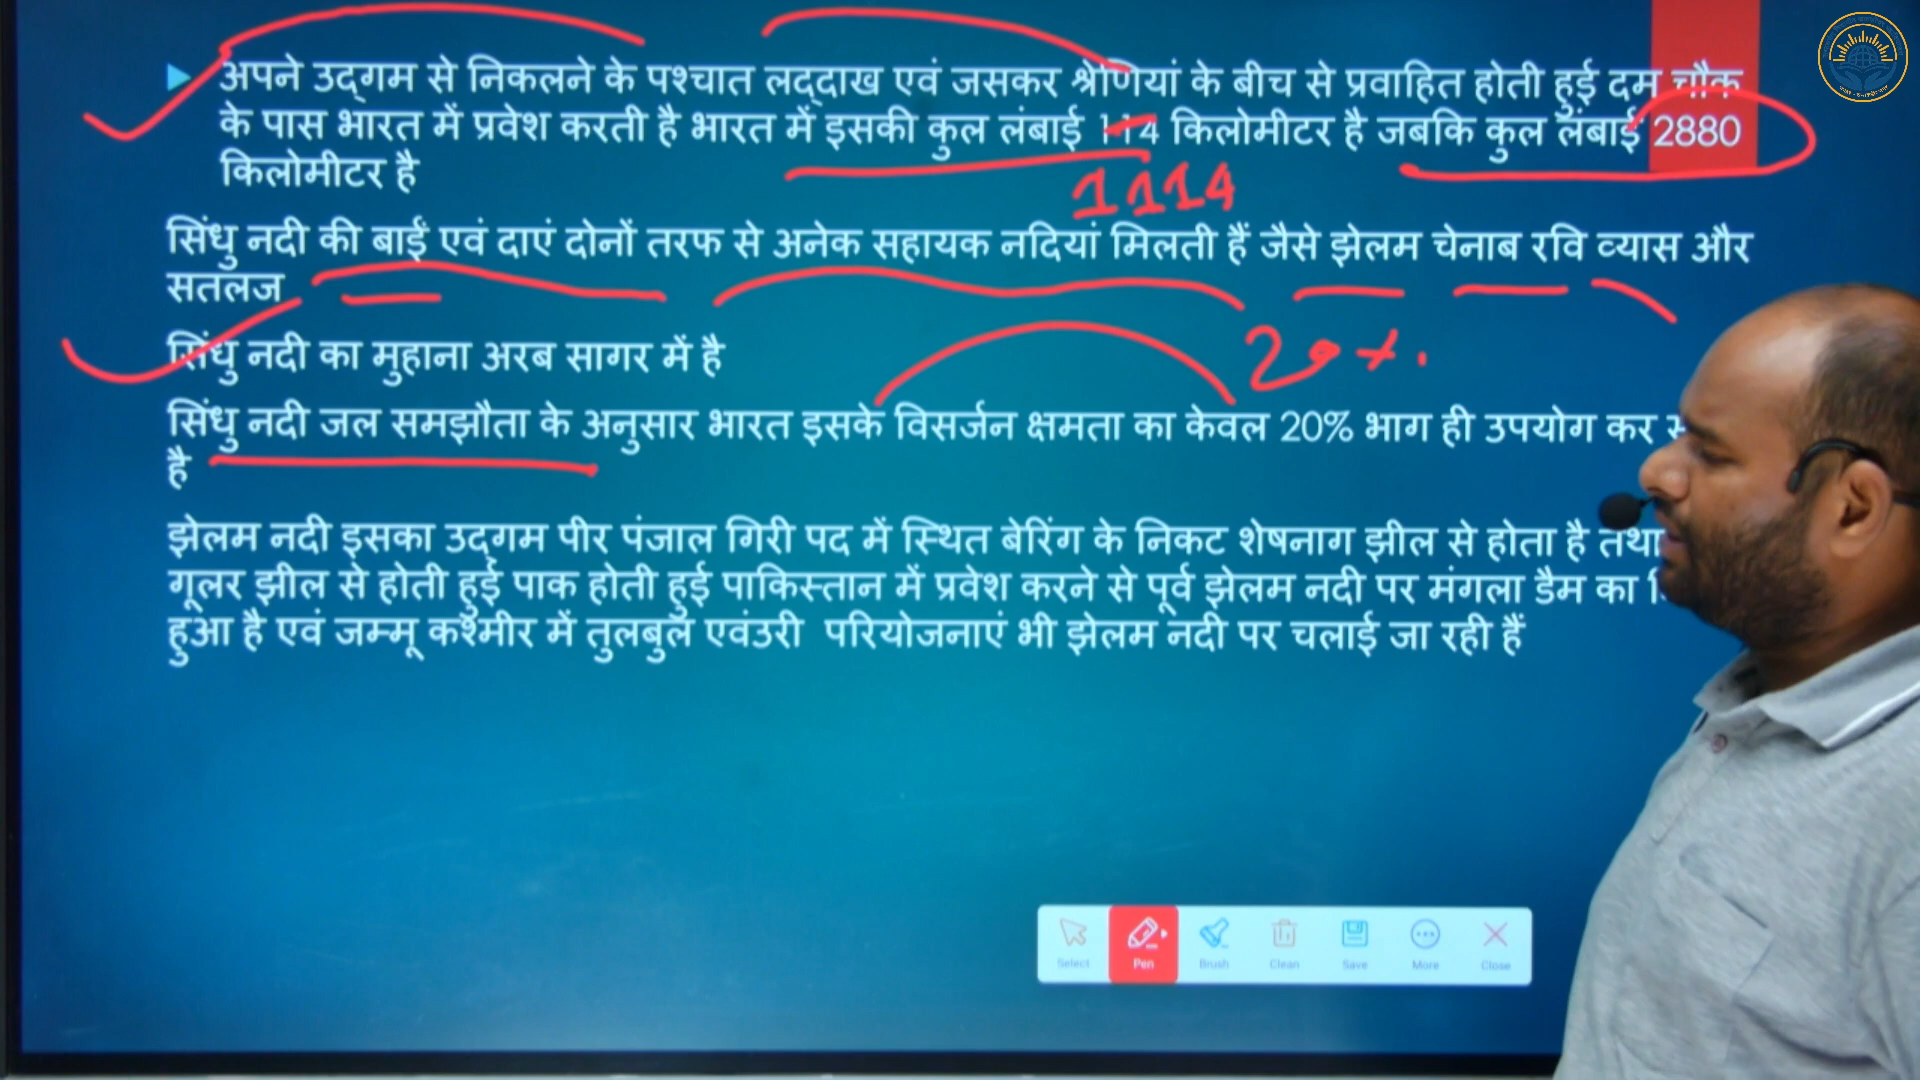 अपने उद्गम से निकलने के पश्चात लद्दाख एवं जसकर श्रेणियां के बीच से प्रवाहित होती हुई दम चौक
के पास भारत में प्रवेश करती है भारत में इसकी कुल लंबाई 114 किलोमीटर है जबकि कुल लंबाई 2880
किलोमीटर है
1114
सिंधु नदी की बाईं एवं दाएं दोनों तरफ से अनेक सहायक नदियां मिलती हैं जैसे झेलम चेनाब रवि व्यास और
सतलज
सिंधु नदी का मुहाना अरब सागर में है
20%
सिंधु नदी जल समझौता के अनुसार भारत इसके विसर्जन क्षमता का केवल 20% भाग ही उपयोग कर
है
झेलम नदी इसका उद्गम पीर पंजाल गिरी पद में स्थित बेरिंग के निकट शेषनाग झील से होता है तथा
गूलर झील से होती हुई पाक होती हुई पाकिस्तान में प्रवेश करने से पूर्व झेलम नदी पर मंगला डैम का
हुआ है एवं जम्मू कश्मीर में तुलबुल एवंउरी परियोजनाएं भी झेलम नदी पर चलाई जा रही हैं
Select Pen Brush Clean Save More Close